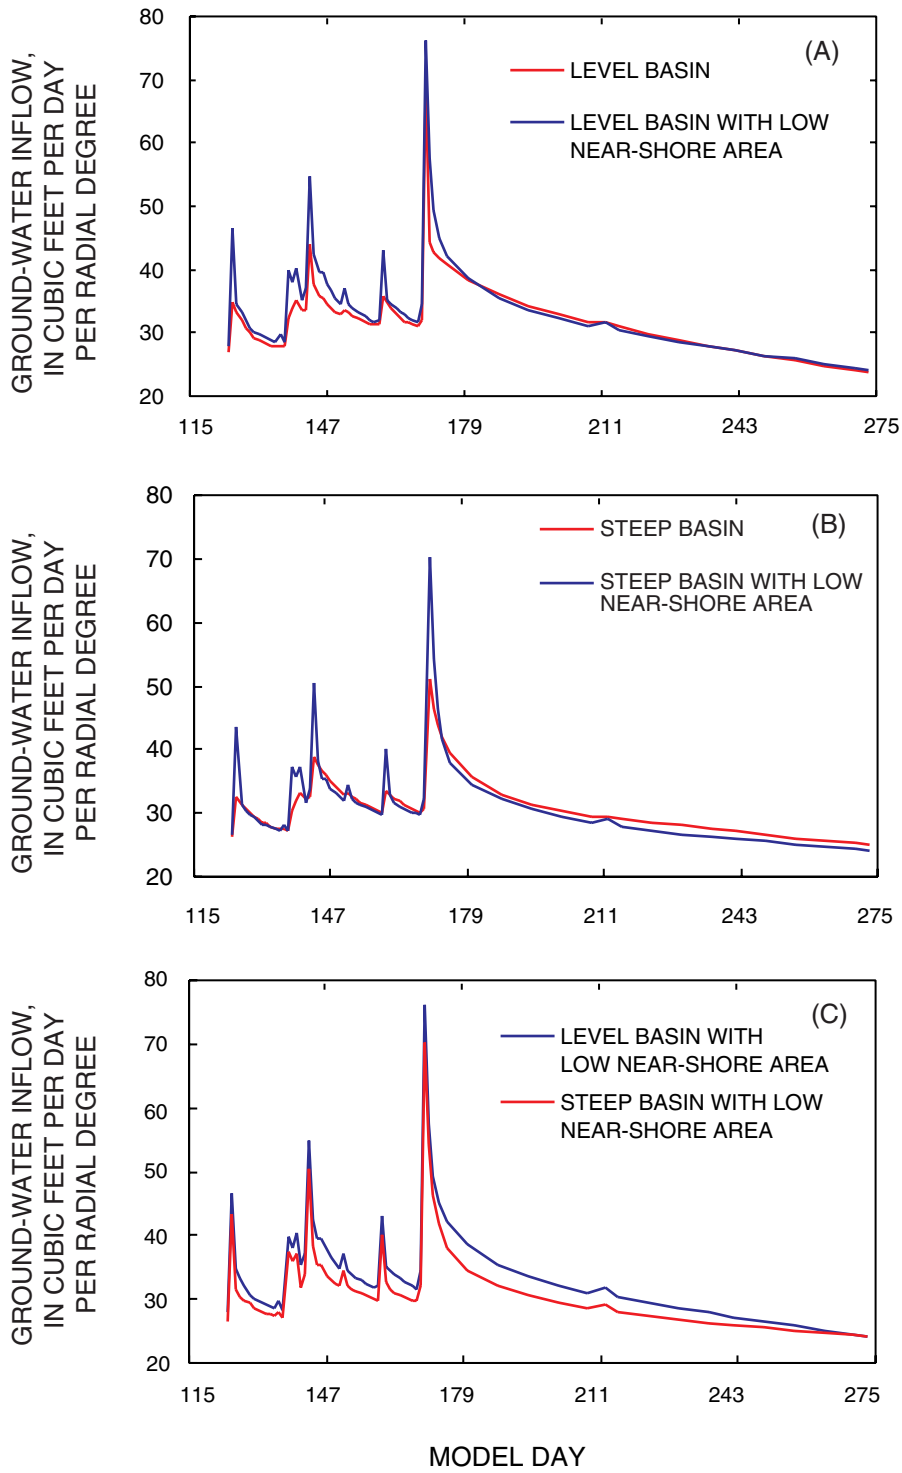 GROUND-WATER INFLOW,
IN CUBIC FEET PER DAY
PER RADIAL DEGREE
80
70
60
50
40
30
20
115
147
179
211
243
275
(A)
LEVEL BASIN
LEVEL BASIN WITH LOW
NEAR-SHORE AREA
GROUND-WATER INFLOW,
IN CUBIC FEET PER DAY
PER RADIAL DEGREE
80
70
60
50
40
30
20
115
147
179
211
243
275
(B)
STEEP BASIN
STEEP BASIN WITH LOW
NEAR-SHORE AREA
GROUND-WATER INFLOW,
IN CUBIC FEET PER DAY
PER RADIAL DEGREE
80
70
60
50
40
30
20
115
147
179
211
243
275
(C)
LEVEL BASIN WITH
LOW NEAR-SHORE AREA
STEEP BASIN WITH LOW
NEAR-SHORE AREA
MODEL DAY